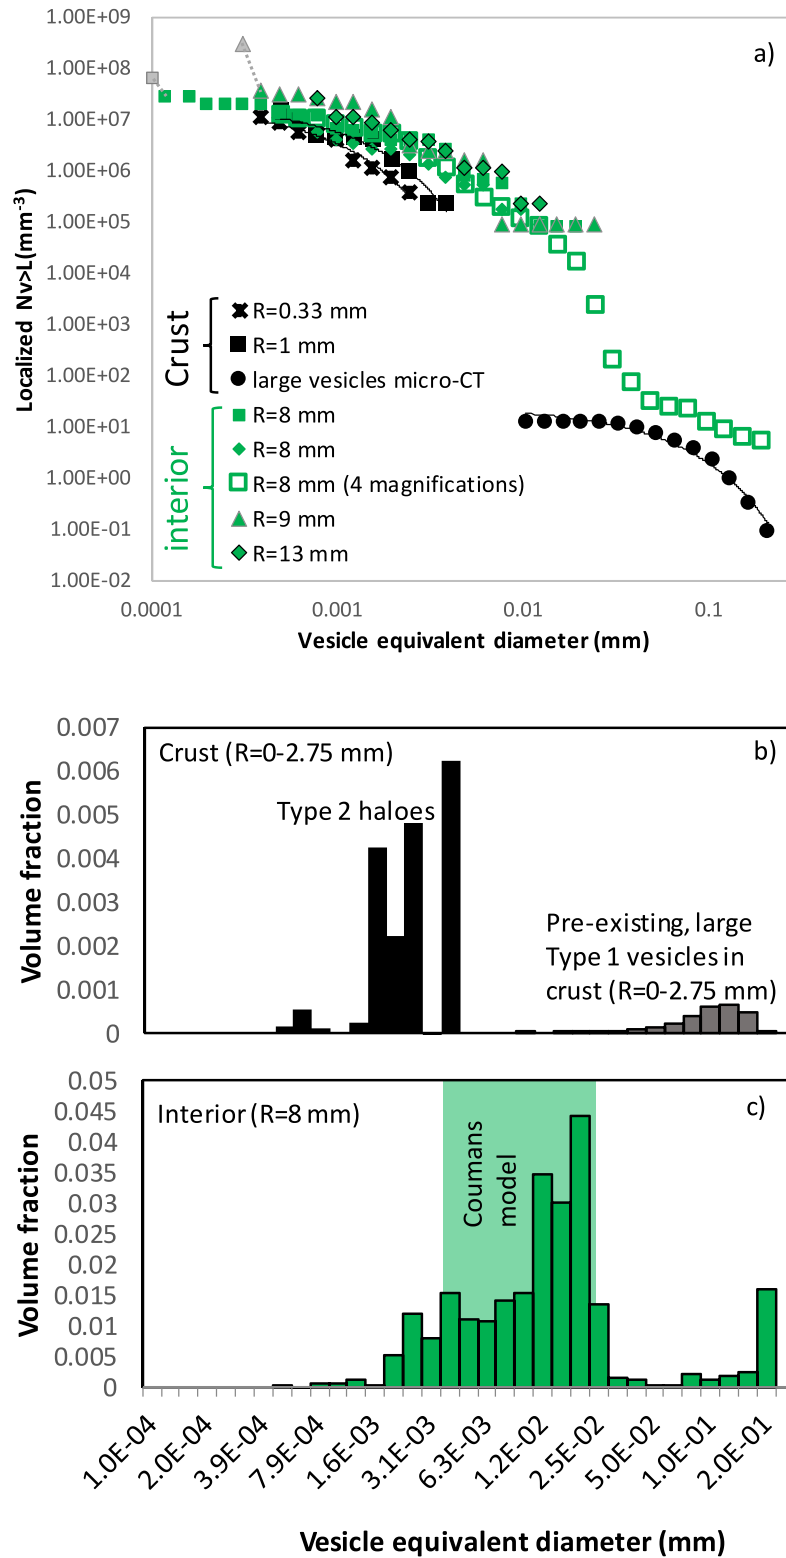 1.00E+09
1.00E+08
1.00E+07
1.00E+06
1.00E+05
1.00E+04
1.00E+03
1.00E+02
1.00E+01
1.00E+00
1.00E-01
1.00E-02
Localized Nv>L(mm-3)
a)
Crust
R=0.33 mm
R=1 mm
large vesicles micro-CT
interior
R=8 mm
R=8 mm
R=8 mm (4 magnifications)
R=9 mm
R=13 mm
0.0001
0.001
0.01
0.1
Vesicle equivalent diameter (mm)
0.007
0.006
0.005
0.004
0.003
0.002
0.001
0
Volume fraction
Crust (R=0-2.75 mm)
b)
Type 2 haloes
Pre-existing, large
Type 1 vesicles in
crust (R=0-2.75 mm)
0.05
0.045
0.04
0.035
0.03
0.025
0.02
0.015
0.01
0.005
0
Volume fraction
Interior (R=8 mm)
c)
Coumans
model
1.0E-04
2.0E-04
3.9E-04
7.9E-04
1.6E-03
3.1E-03
6.3E-03
1.2E-02
2.5E-02
5.0E-02
1.0E-01
2.0E-01
Vesicle equivalent diameter (mm)